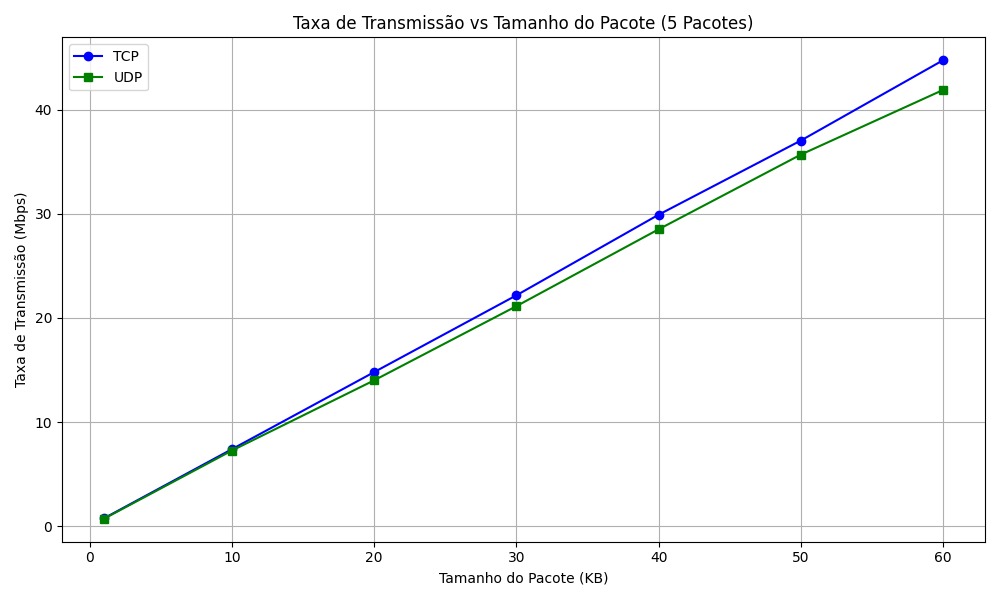 Taxa de Transmissão vs Tamanho do Pacote (5 Pacotes)
TCP
UDP
Taxa de Transmissão (Mbps)
40
30
20
10
0
0 10 20 30 40 50 60
Tamanho do Pacote (KB)